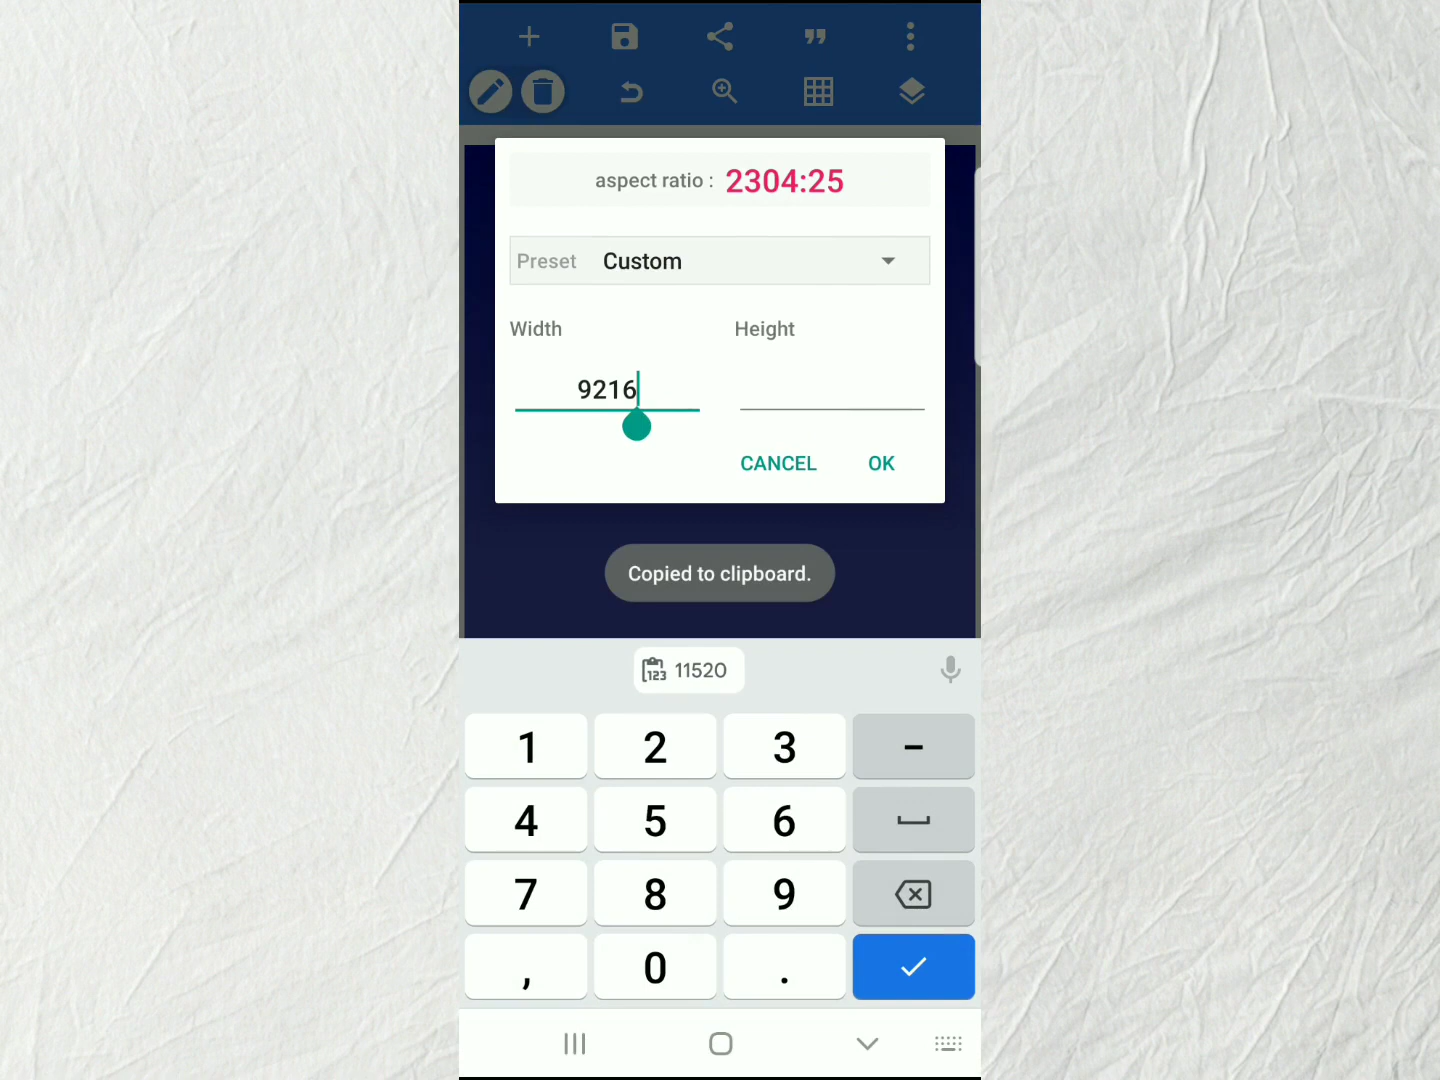 aspect ratio : 2304:25
Preset Custom
Width Height
9216
CANCEL OK
Copied to clipboard.
123 11520
1 2 3 -
4 5 6
7 8 9
, 0 .